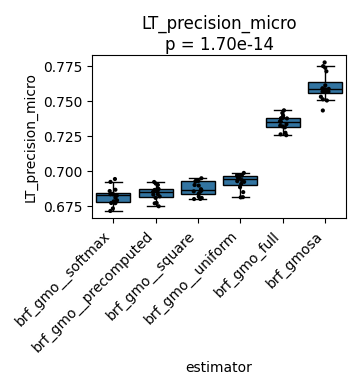 LT_precision_micro
p = 1.70e-14
LT_precision_micro
0.775
0.750
0.725
0.700
0.675
brf_gmo__softmax
brf_gmo__precomputed
brf_gmo__square
brf_gmo__uniform
brf_gmo_full
brf_gmosa
estimator